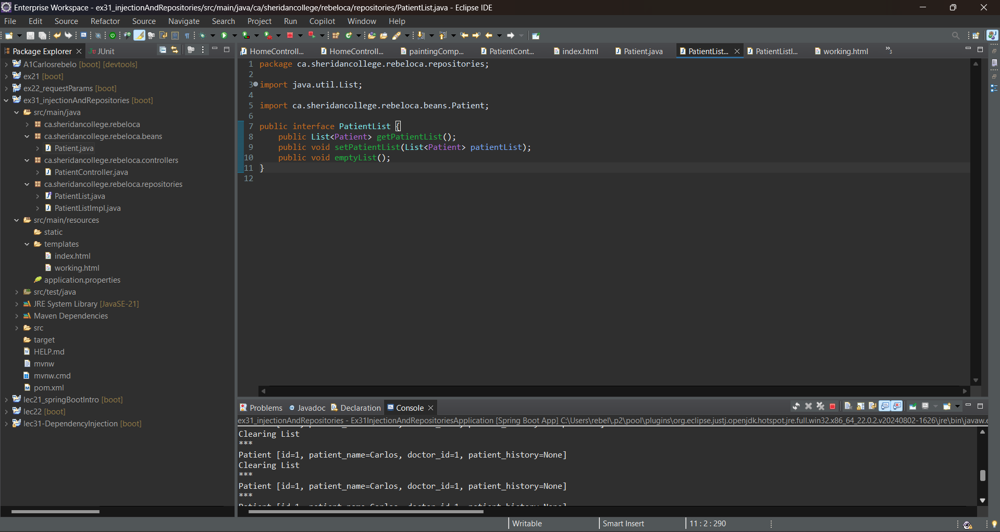 Enterprise Workspace - ex31_injectionAndRepositories/src/main/java/ca/sheridancollege/rebeloca/repositories/PatientList.java - Eclipse IDE
File Edit Source Refactor Source Navigate Search Project Run Copilot Window Help
Package Explorer JUnit
HomeControll... HomeControll... paintingComp... PatientCont... index.html Patient.java PatientList... PatientListI... working.html 3
A1Carlosrebelo [boot] [devtools]
ex21 [boot]
ex22_requestParams [boot]
ex31_injectionAndRepositories [boot]
src/main/java
ca.sheridancollege.rebeloca
ca.sheridancollege.rebeloca.beans
Patient.java
ca.sheridancollege.rebeloca.controllers
PatientController.java
ca.sheridancollege.rebeloca.repositories
PatientList.java
PatientListImpl.java
src/main/resources
static
templates
index.html
working.html
application.properties
src/test/java
JRE System Library [JavaSE-21]
Maven Dependencies
src
target
HELP.md
mvnw
mvnw.cmd
pom.xml
lec21_springBootIntro [boot]
lec22 [boot]
lec31-DependencyInjection [boot]
1 package ca.sheridancollege.rebeloca.repositories;
2
3 import java.util.List;
4
5 import ca.sheridancollege.rebeloca.beans.Patient;
6
7 public interface PatientList {
8 public List<Patient> getPatientList();
9 public void setPatientList(List<Patient> patientList);
10 public void emptyList();
11 }
12
Problems Javadoc Declaration Console
ex31_injectionAndRepositories - Ex31InjectionAndRepositoriesApplication [Spring Boot App] C:\Users\rebel\.p2\pool\plugins\org.eclipse.justj.openjdk.hotspot.jre.full.win32.x86_64_22.0.2.v20240802-1626\jre\bin\javaw.e
Clearing List
***
Patient [id=1, patient_name=Carlos, doctor_id=1, patient_history=None]
Clearing List
***
Patient [id=1, patient_name=Carlos, doctor_id=1, patient_history=None]
***
Patient [id=1, patient_name=Carlos, doctor_id=1, patient_history=None]
Writable Smart Insert 11 : 2 : 290